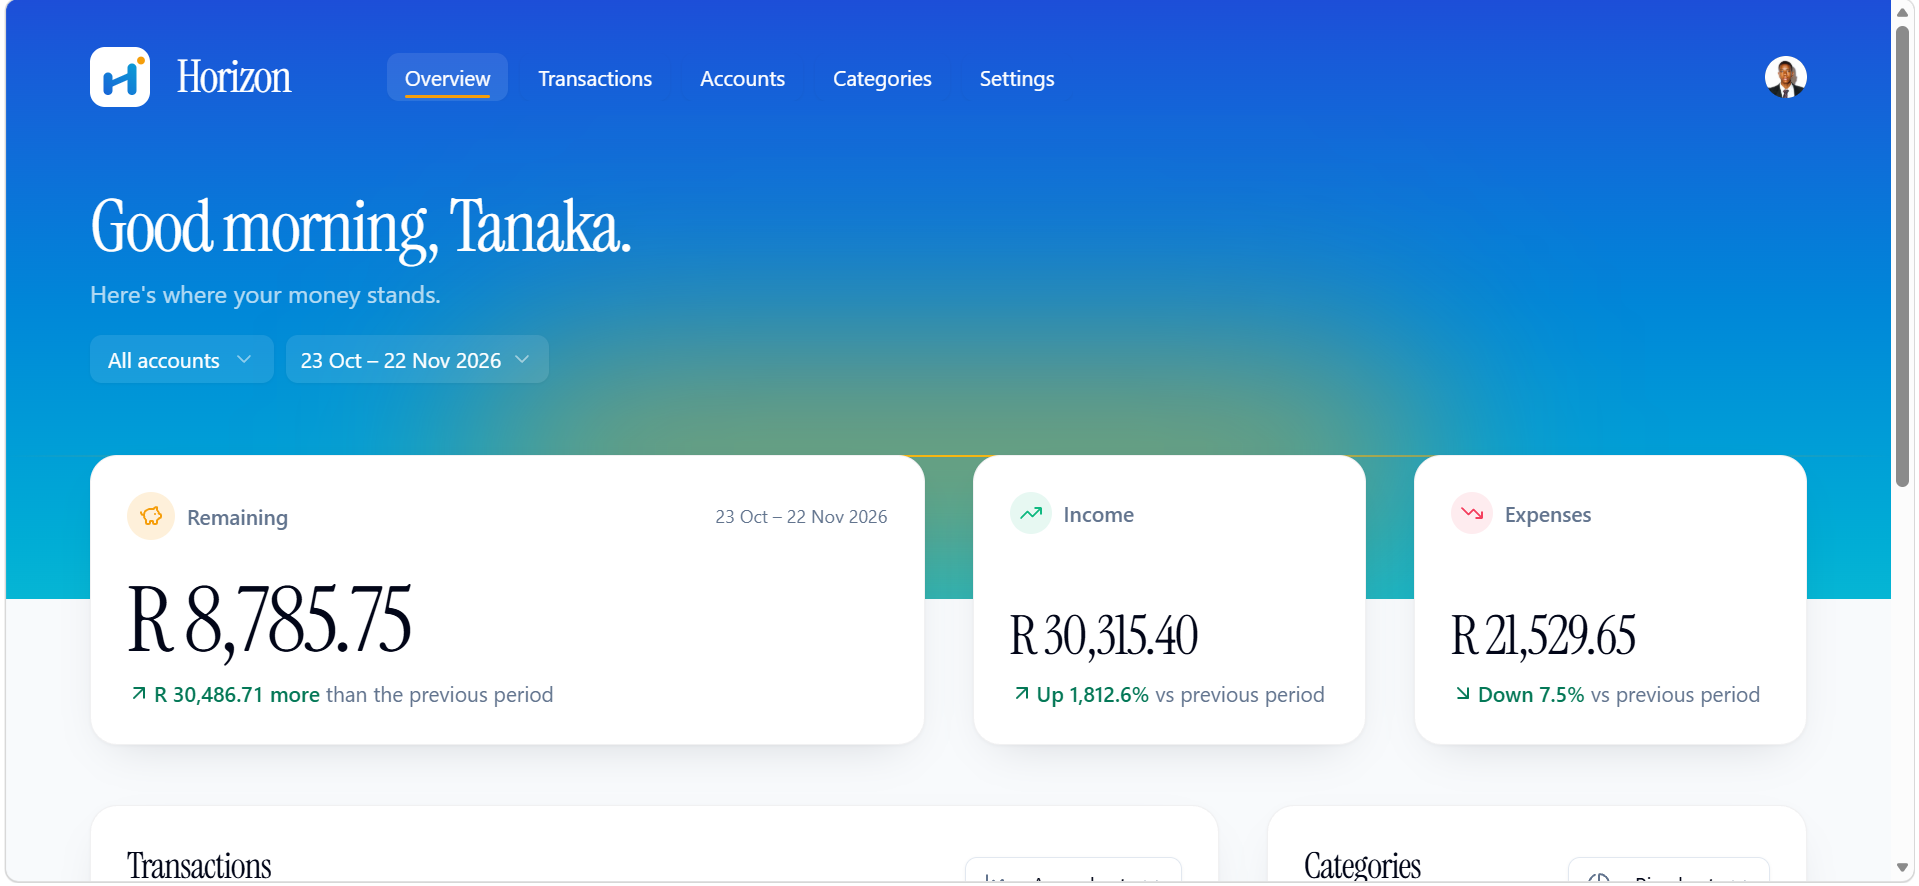 Horizon
Overview
Transactions
Accounts
Categories
Settings
Good morning, Tanaka.
Here's where your money stands.
All accounts
23 Oct – 22 Nov 2026
Remaining
23 Oct – 22 Nov 2026
R 8,785.75
R 30,486.71 more than the previous period
Income
R 30,315.40
Up 1,812.6% vs previous period
Expenses
R 21,529.65
Down 7.5% vs previous period
Transactions
Categories